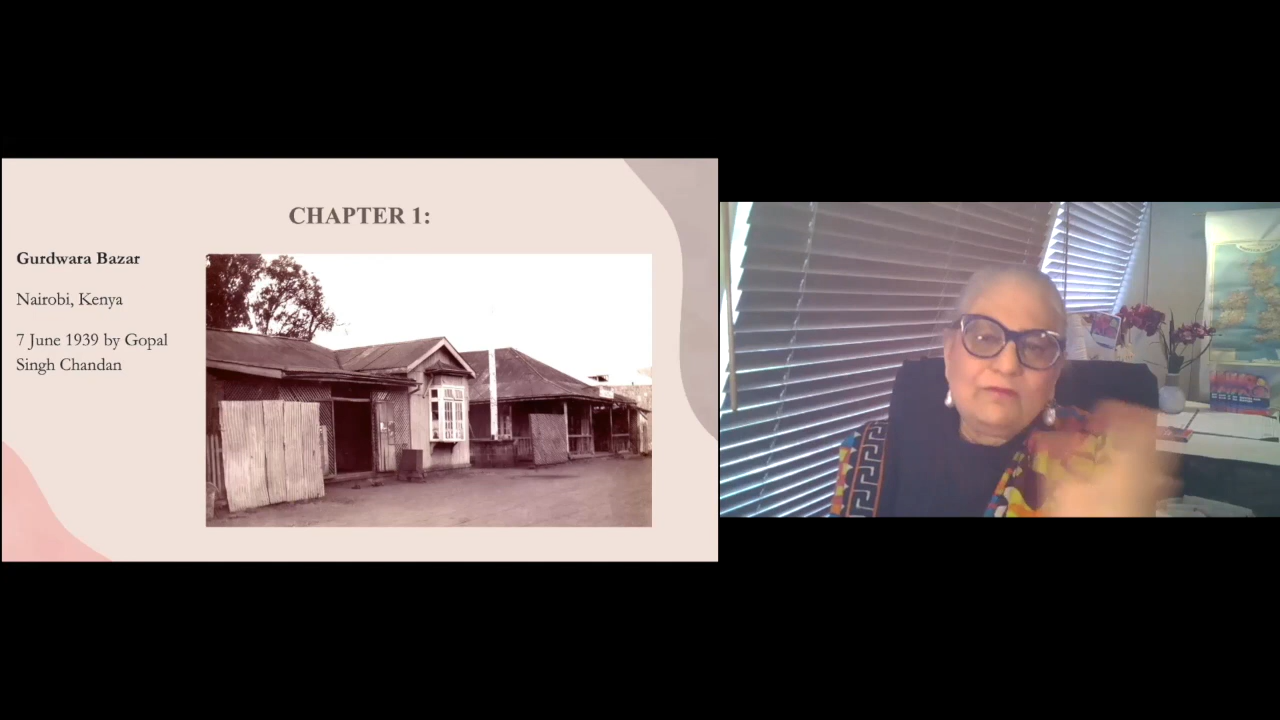 CHAPTER 1:
Gurdwara Bazar
Nairobi, Kenya
7 June 1939 by Gopal
Singh Chandan